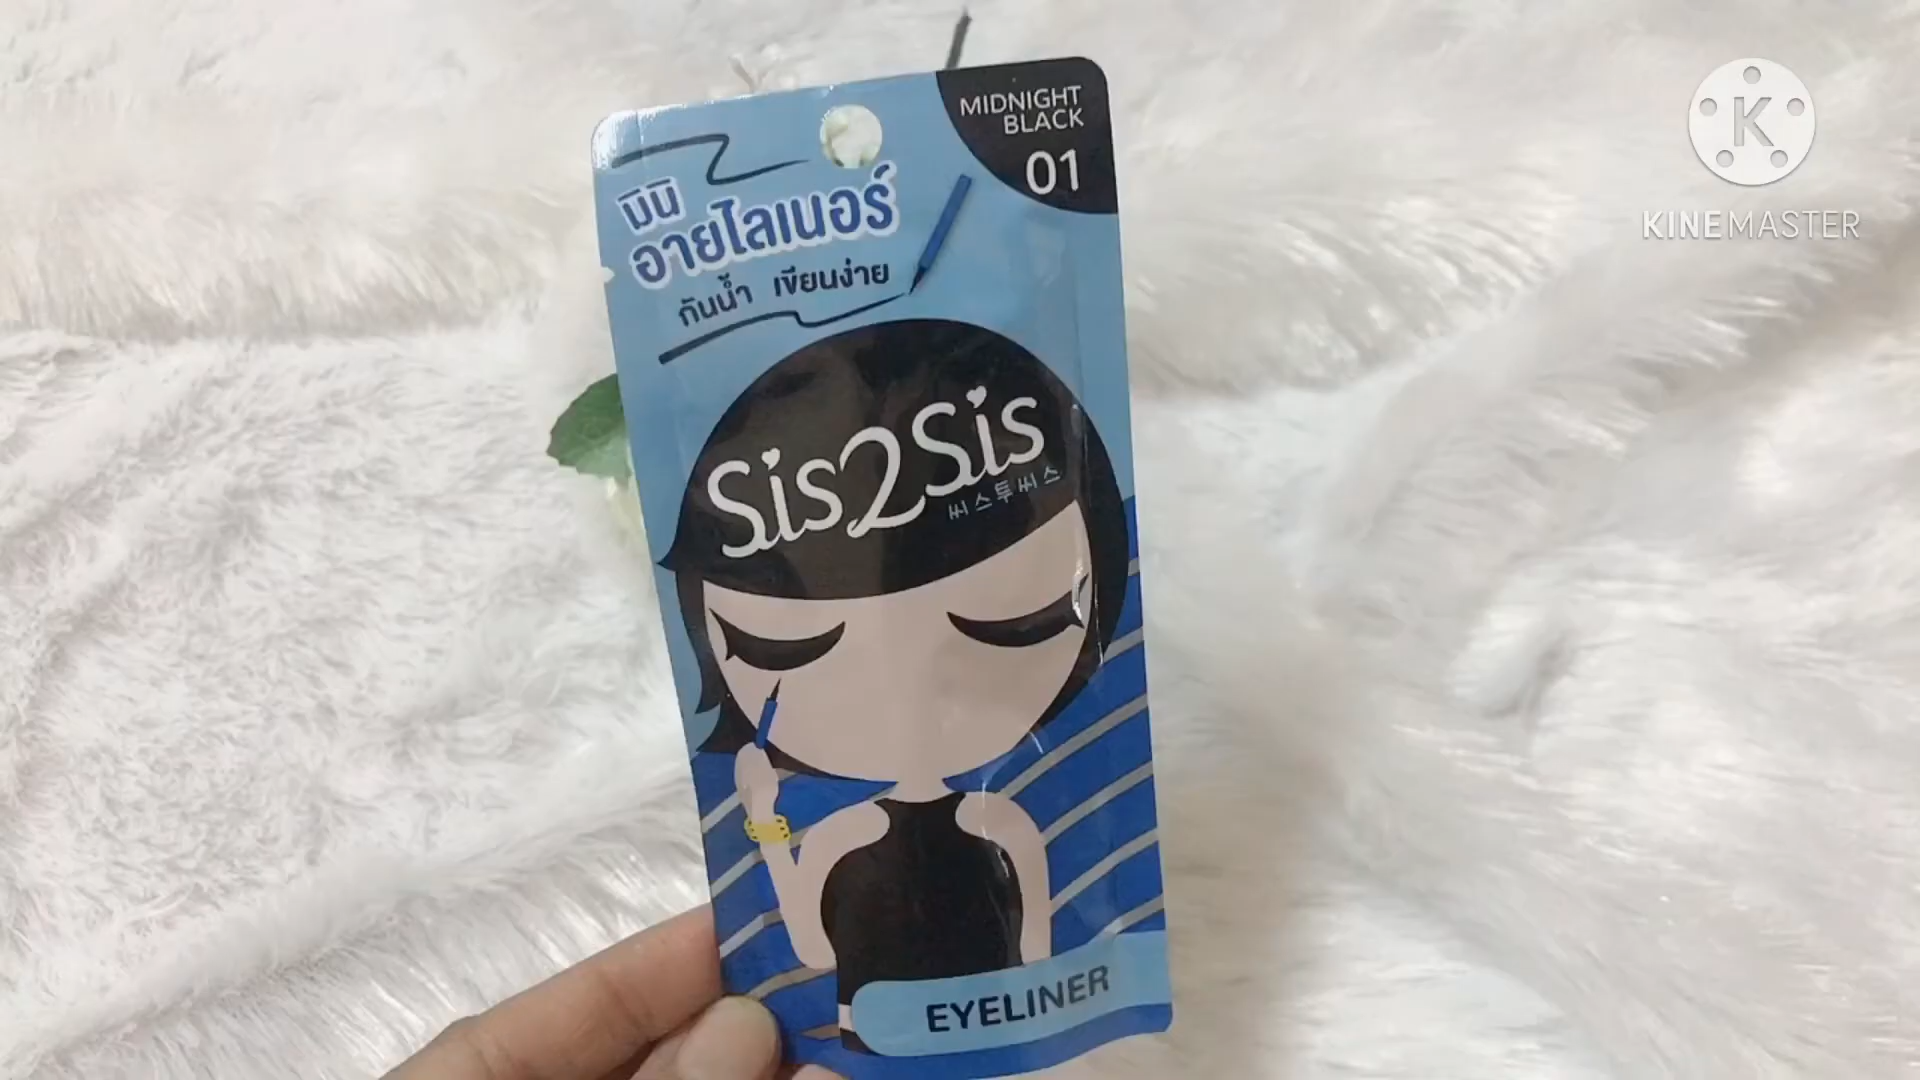 MIDNIGHT
BLACK
01
มินิ
อายไลเนอร์
กันน้ำ เขียนง่าย
Sis2Sis
씨스투씨스
EYELINER
KINEMASTER